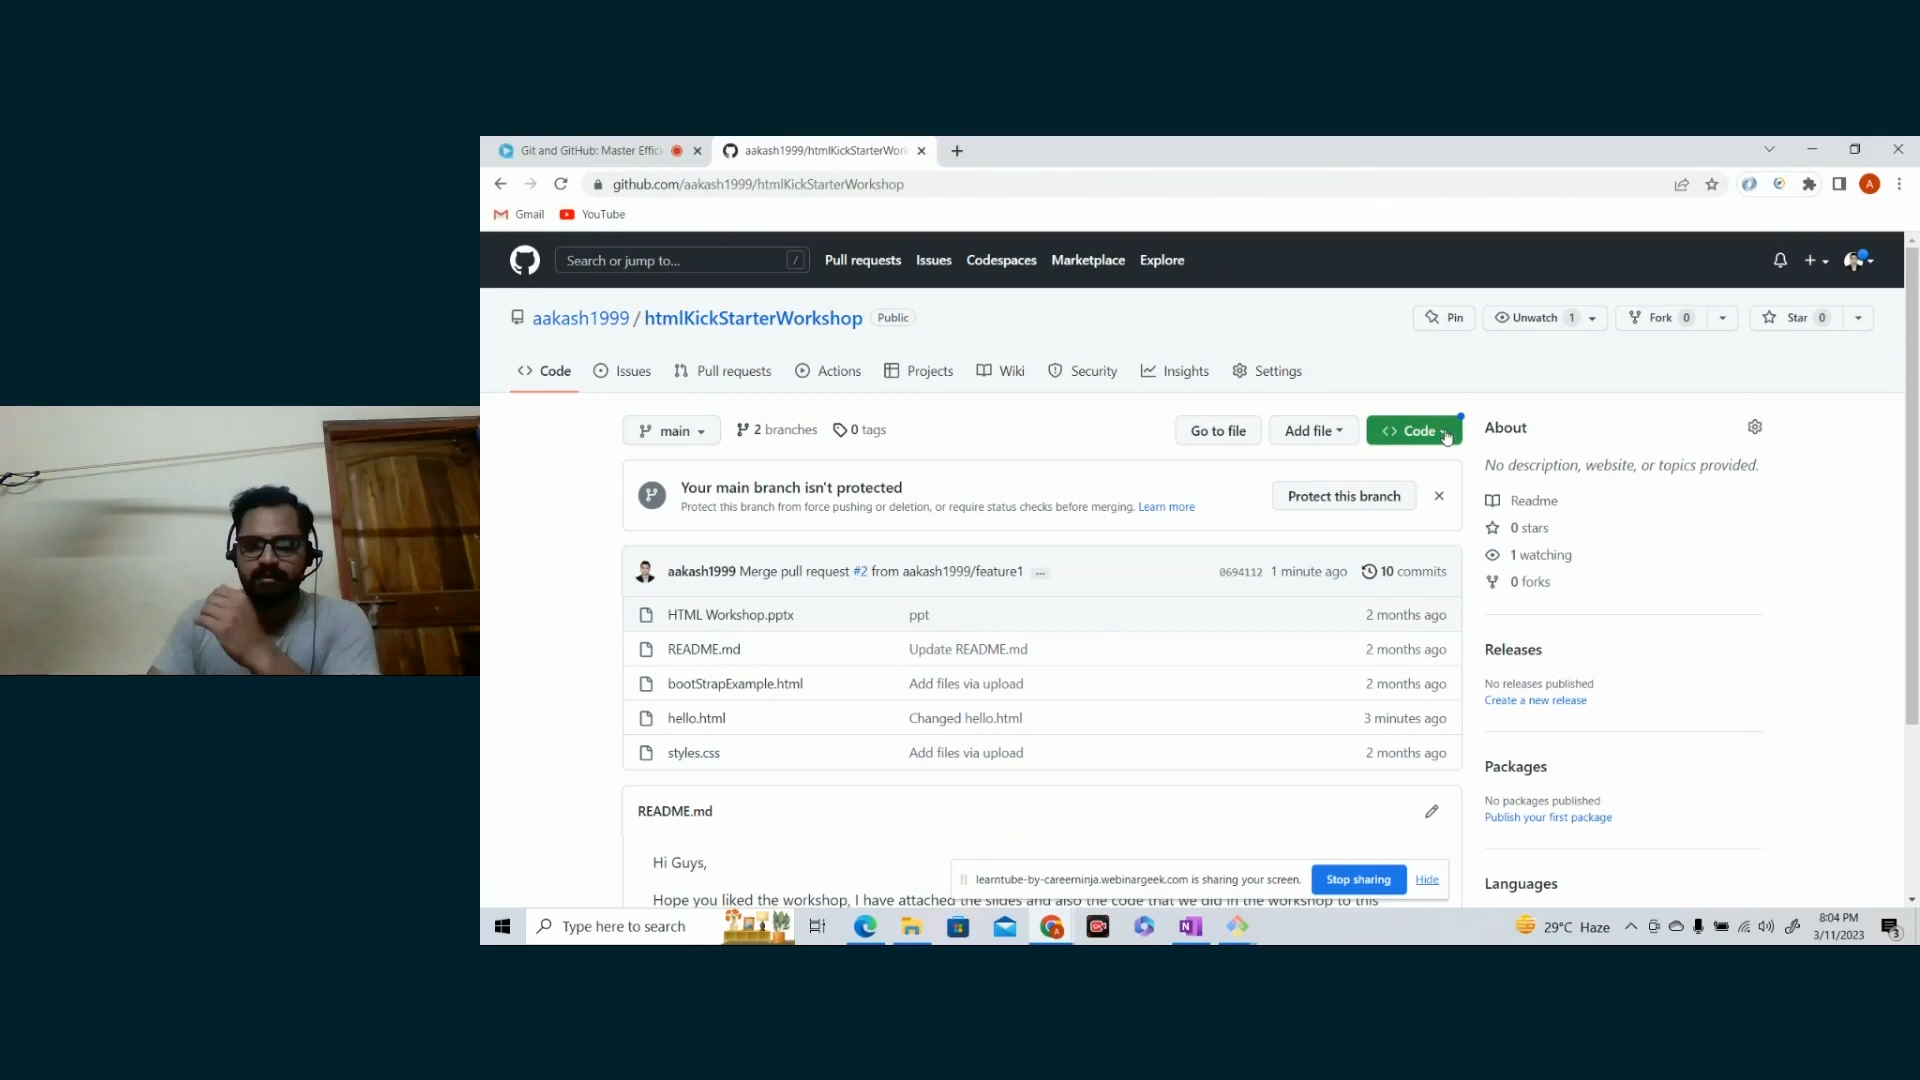 Git and GitHub: Master Effici
aakash1999/htmlKickStarterWork
github.com/aakash1999/htmlKickStarterWorkshop
A
Gmail
YouTube
Search or jump to...
/
Pull requests
Issues
Codespaces
Marketplace
Explore
aakash1999 / htmlKickStarterWorkshop
Public
Pin
Unwatch 1
Fork 0
Star 0
Code
Issues
Pull requests
Actions
Projects
Wiki
Security
Insights
Settings
main
2 branches
0 tags
Go to file
Add file
Code
Your main branch isn't protected
Protect this branch from force pushing or deletion, or require status checks before merging. Learn more
Protect this branch
aakash1999 Merge pull request #2 from aakash1999/feature1 ...
0694112 1 minute ago
10 commits
HTML Workshop.pptx
ppt
2 months ago
README.md
Update README.md
2 months ago
bootStrapExample.html
Add files via upload
2 months ago
hello.html
Changed hello.html
3 minutes ago
styles.css
Add files via upload
2 months ago
README.md
Hi Guys,
Hope you liked the workshop, I have attached the slides and also the code that we did in the workshop to this
About
No description, website, or topics provided.
Readme
0 stars
1 watching
0 forks
Releases
No releases published
Create a new release
Packages
No packages published
Publish your first package
Languages
learntube-by-careerninja.webinargeek.com is sharing your screen.
Stop sharing
Hide
Type here to search
29°C Haze
8:04 PM
3/11/2023
3